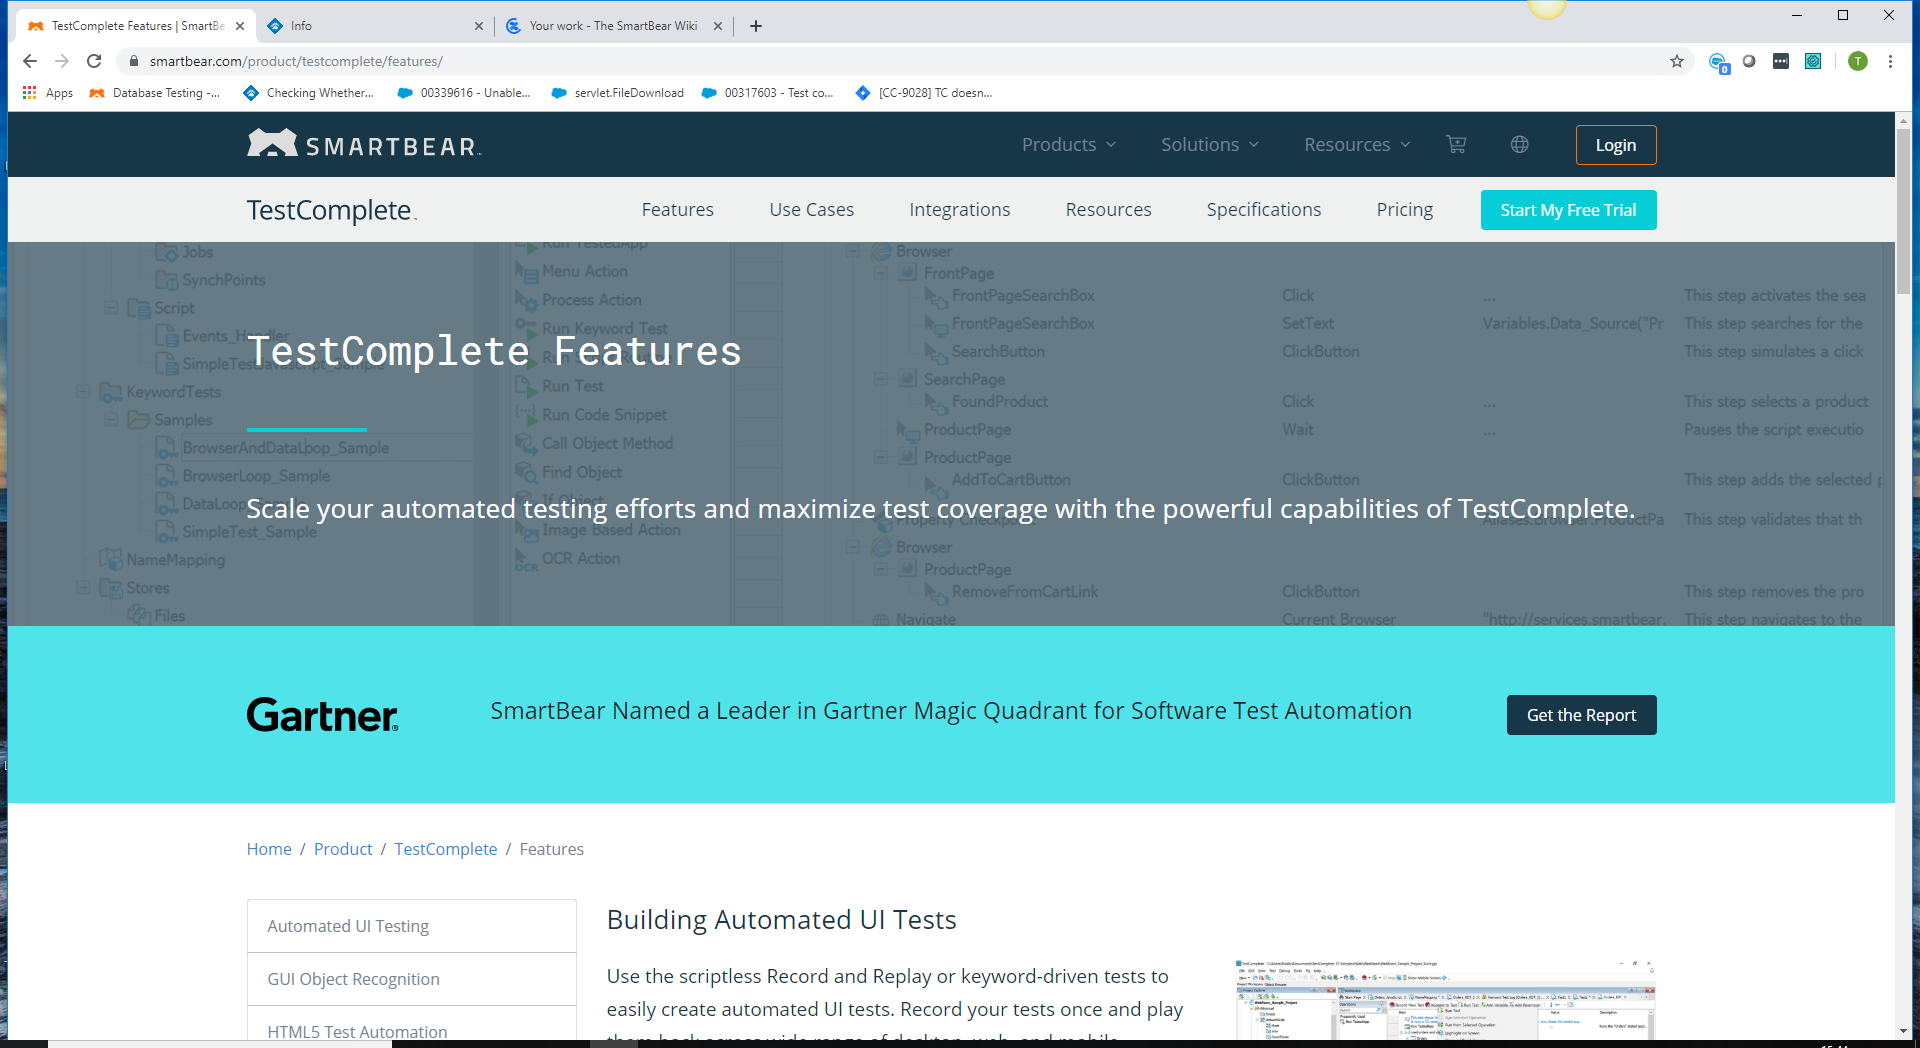 TestComplete Features | SmartBe
Info
Your work - The SmartBear Wiki
smartbear.com/product/testcomplete/features/
0
T
Apps
Database Testing -...
Checking Whether...
00339616 - Unable...
servlet.FileDownload
00317603 - Test co...
[CC-9028] TC doesn...
SMARTBEAR
Products
Solutions
Resources
Login
TestComplete
Features
Use Cases
Integrations
Resources
Specifications
Pricing
Start My Free Trial
Jobs
SynchPoints
Script
Events_Handler
SimpleTestJavascript_Sample
KeywordTests
Samples
BrowserAndDataLoop_Sample
BrowserLoop_Sample
DataLoop_Sample
SimpleTest_Sample
NameMapping
Stores
Files
Run TestedApp
Menu Action
Process Action
Run Keyword Test
Run Test
Run Code Snippet
Call Object Method
Find Object
If Object
Image Based Action
OCR Action
Browser
FrontPage
FrontPageSearchBox Click ... This step activates the sea
FrontPageSearchBox SetText Variables.Data_Source("Pr This step searches for the
SearchButton ClickButton This step simulates a click
SearchPage
FoundProduct Click ... This step selects a product
ProductPage Wait ... Pauses the script executio
ProductPage
AddToCartButton ClickButton This step adds the selected p
Property Checkpoint Aliases.Browser.ProductPa This step validates that th
Browser
ProductPage
RemoveFromCartLink ClickButton This step removes the pro
Navigate Current Browser "http://services.smartbear. This step navigates to the
TestComplete Features
Scale your automated testing efforts and maximize test coverage with the powerful capabilities of TestComplete.
Gartner
SmartBear Named a Leader in Gartner Magic Quadrant for Software Test Automation
Get the Report
Home / Product / TestComplete / Features
Automated UI Testing
GUI Object Recognition
HTML5 Test Automation
Building Automated UI Tests
Use the scriptless Record and Replay or keyword-driven tests to
easily create automated UI tests. Record your tests once and play
them back across wide range of desktop, web, and mobile